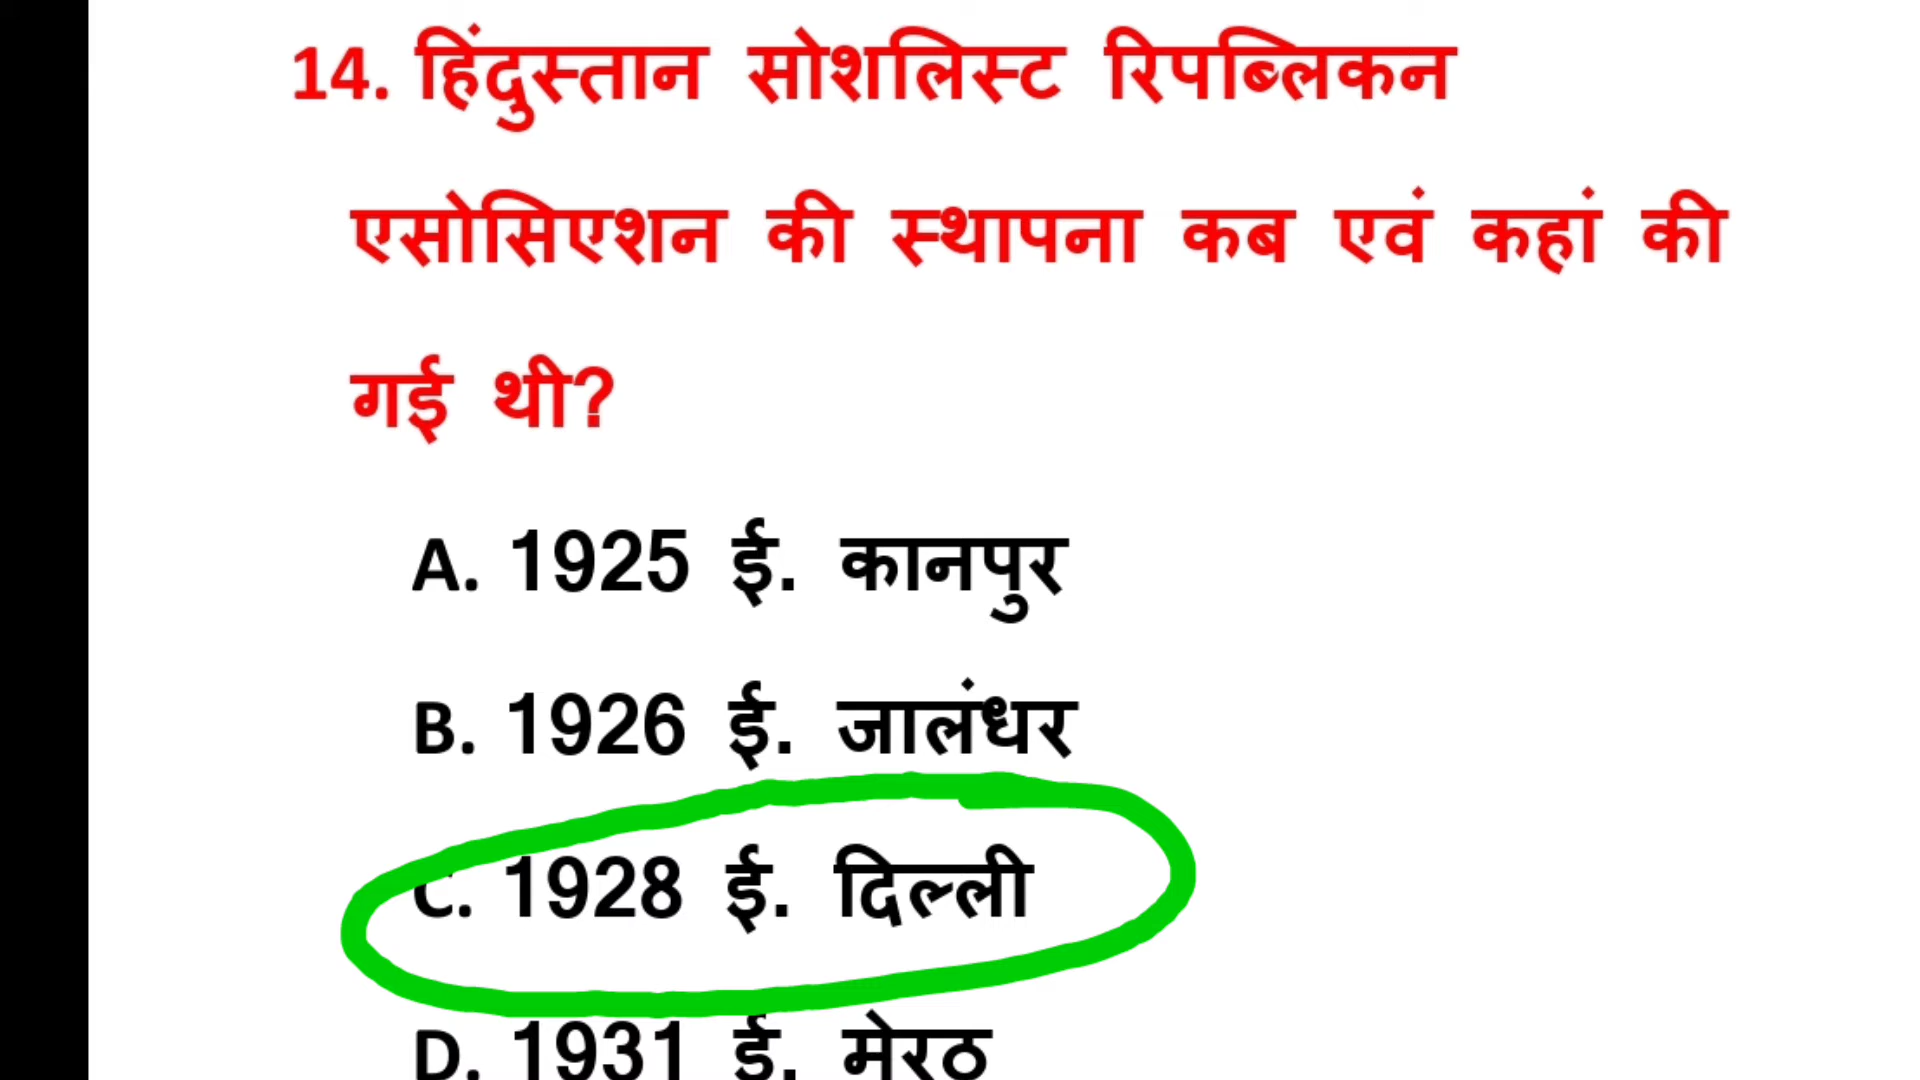 14. हिंदुस्तान सोशलिस्ट रिपब्लिकन
एसोसिएशन की स्थापना कब एवं कहां की
गई थी?
A. 1925 ई. कानपुर
B. 1926 ई. जालंधर
C. 1928 ई. दिल्ली
D. 1931 ई. मेरठ